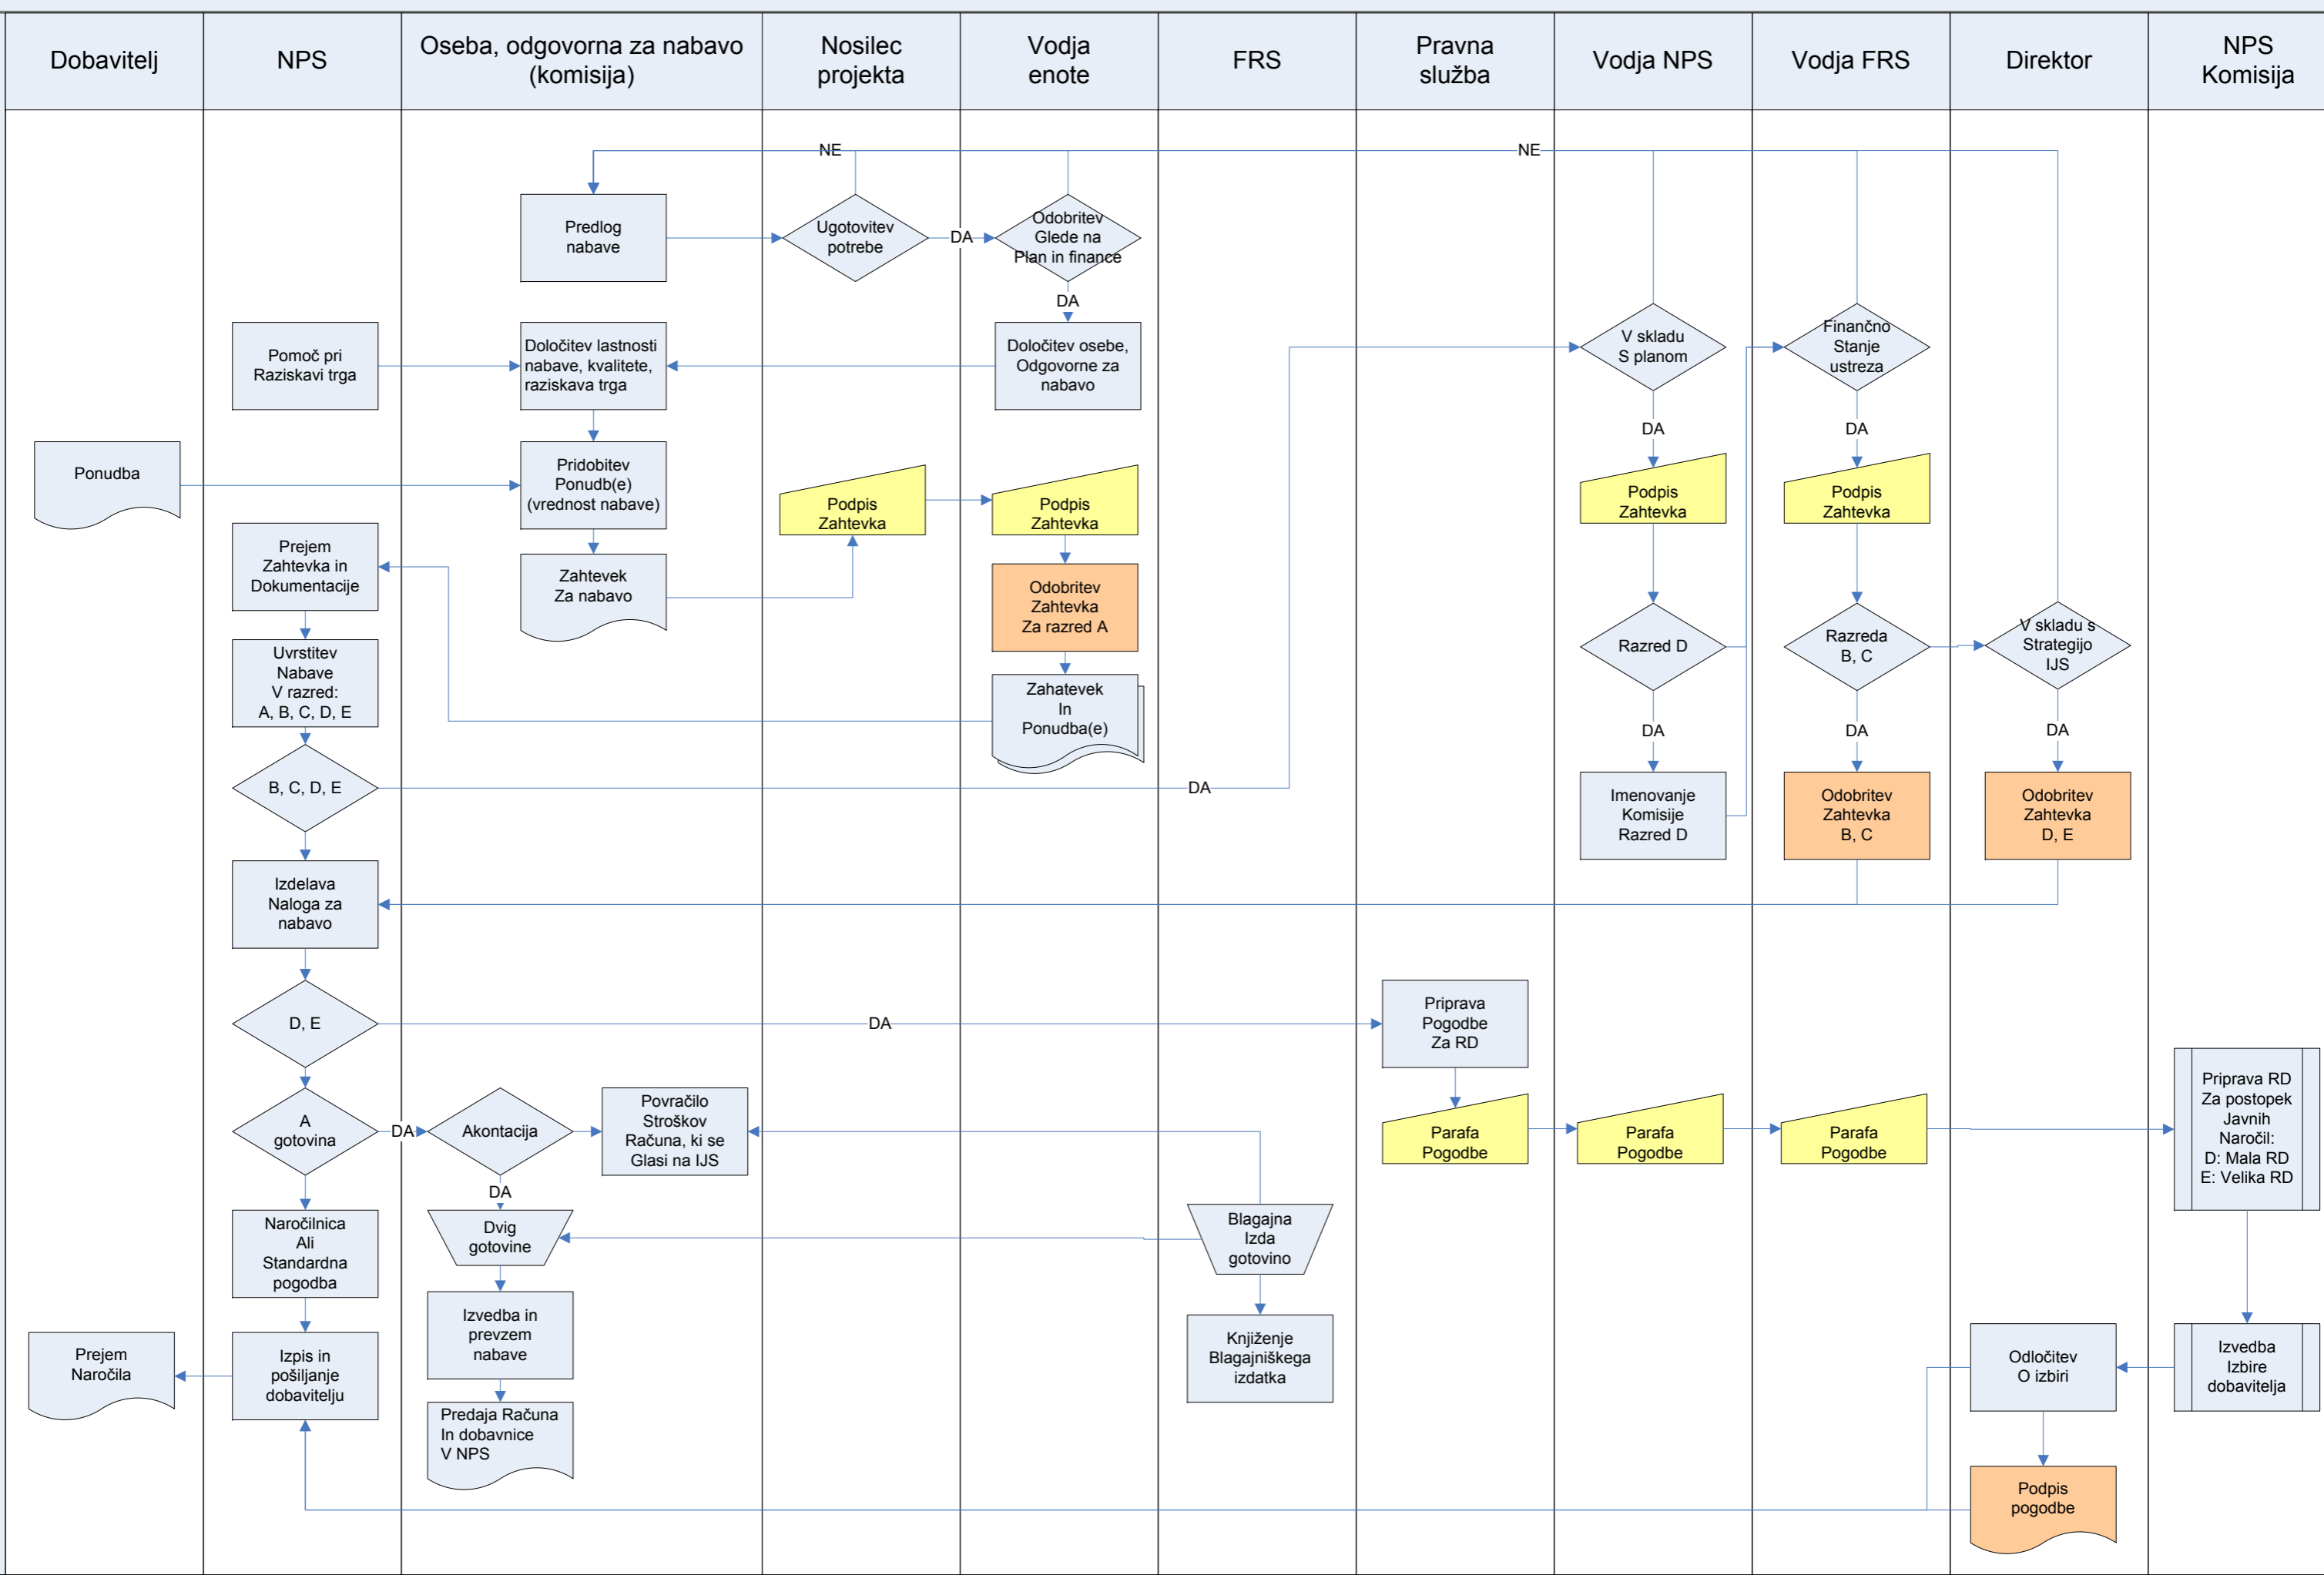 Dobavitelj
NPS
Oseba, odgovorna za nabavo
(komisija)
Nosilec
projekta
Vodja
enote
FRS
Pravna
služba
Vodja NPS
Vodja FRS
Direktor
NPS
Komisija
NE
NE
Predlog
nabave
Ugotovitev
potrebe
DA
Odobritev
Glede na
Plan in finance
DA
Pomoč pri
Raziskavi trga
Določitev lastnosti
nabave, kvalitete,
raziskava trga
Določitev osebe,
Odgovorne za
nabavo
V skladu
S planom
Finančno
Stanje
ustreza
DA
DA
Ponudba
Pridobitev
Ponudb(e)
(vrednost nabave)
Podpis
Zahtevka
Podpis
Zahtevka
Podpis
Zahtevka
Podpis
Zahtevka
Prejem
Zahtevka in
Dokumentacije
Zahtevek
Za nabavo
Odobritev
Zahtevka
Za razred A
Uvrstitev
Nabave
V razred:
A, B, C, D, E
Zahatevek
In
Ponudba(e)
Razred D
Razreda
B, C
V skladu s
Strategijo
IJS
DA
DA
DA
B, C, D, E
DA
Imenovanje
Komisije
Razred D
Odobritev
Zahtevka
B, C
Odobritev
Zahtevka
D, E
Izdelava
Naloga za
nabavo
D, E
DA
Priprava
Pogodbe
Za RD
A
gotovina
DA
Akontacija
Povračilo
Stroškov
Računa, ki se
Glasi na IJS
Parafa
Pogodbe
Parafa
Pogodbe
Parafa
Pogodbe
Priprava RD
Za postopek
Javnih
Naročil:
D: Mala RD
E: Velika RD
DA
Naročilnica
Ali
Standardna
pogodba
Dvig
gotovine
Blagajna
Izda
gotovino
Prejem
Naročila
Izpis in
pošiljanje
dobavitelju
Izvedba in
prevzem
nabave
Knjiženje
Blagajniškega
izdatka
Odločitev
O izbiri
Izvedba
Izbire
dobavitelja
Predaja Računa
In dobavnice
V NPS
Podpis
pogodbe